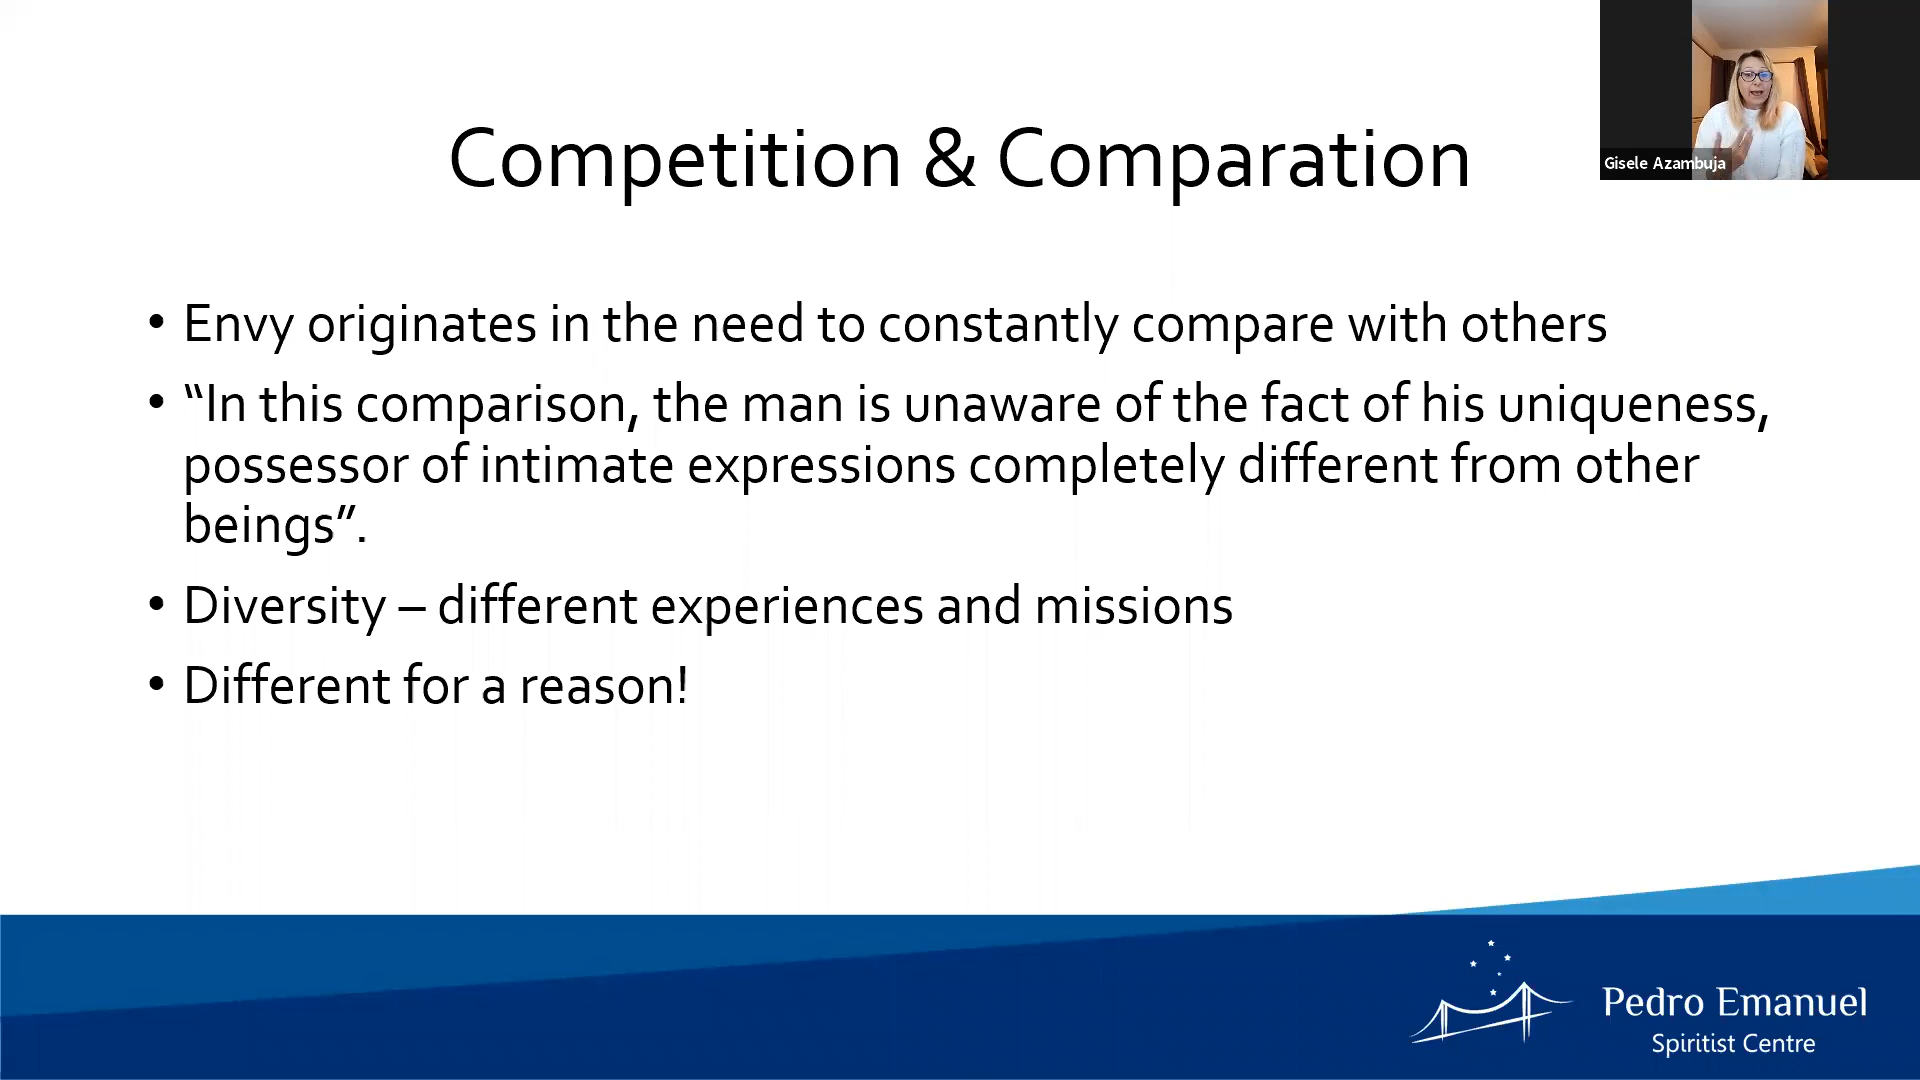 Competition & Comparation
Gisele Azambuja
• Envy originates in the need to constantly compare with others
• “In this comparison, the man is unaware of the fact of his uniqueness,
possessor of intimate expressions completely different from other
beings”.
• Diversity – different experiences and missions
• Different for a reason!
Pedro Emanuel
Spiritist Centre